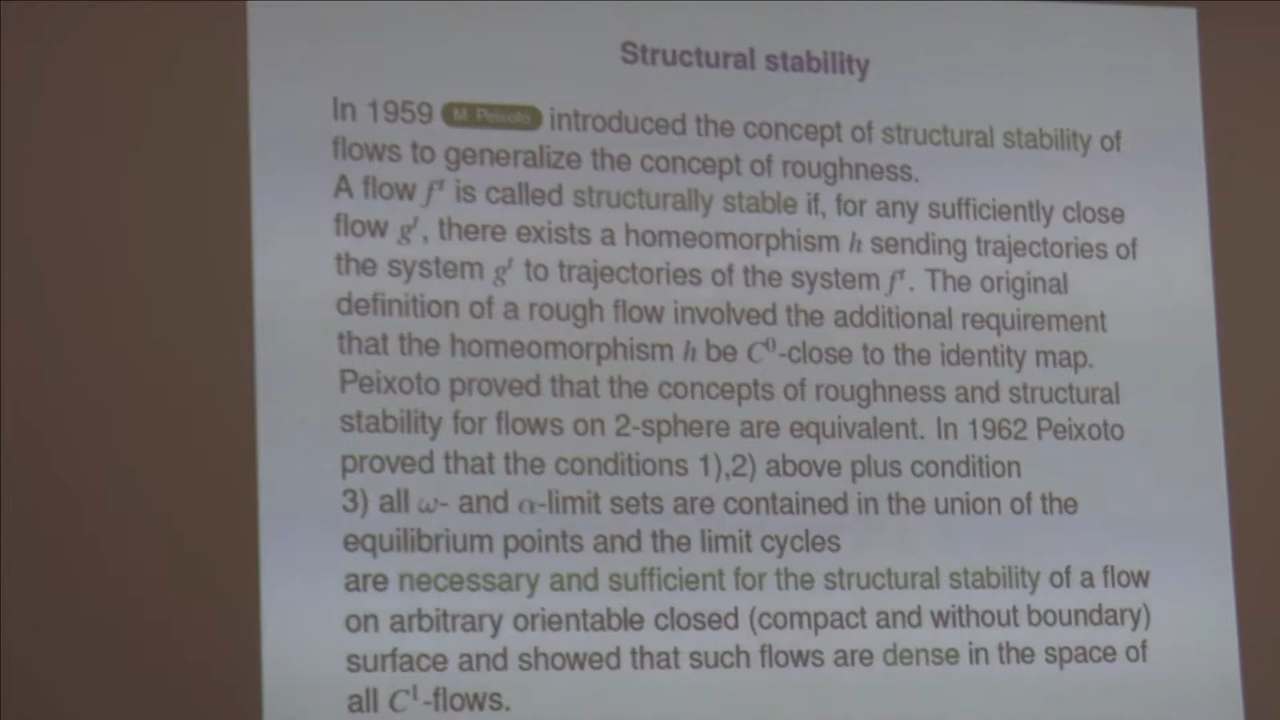 Structural stability
In 1959 M. Peixoto introduced the concept of structural stability of
flows to generalize the concept of roughness.
A flow fᵗ is called structurally stable if, for any sufficiently close
flow gᵗ, there exists a homeomorphism h sending trajectories of
the system gᵗ to trajectories of the system fᵗ. The original
definition of a rough flow involved the additional requirement
that the homeomorphism h be C⁰-close to the identity map.
Peixoto proved that the concepts of roughness and structural
stability for flows on 2-sphere are equivalent. In 1962 Peixoto
proved that the conditions 1),2) above plus condition
3) all ω- and α-limit sets are contained in the union of the
equilibrium points and the limit cycles
are necessary and sufficient for the structural stability of a flow
on arbitrary orientable closed (compact and without boundary)
surface and showed that such flows are dense in the space of
all C¹-flows.